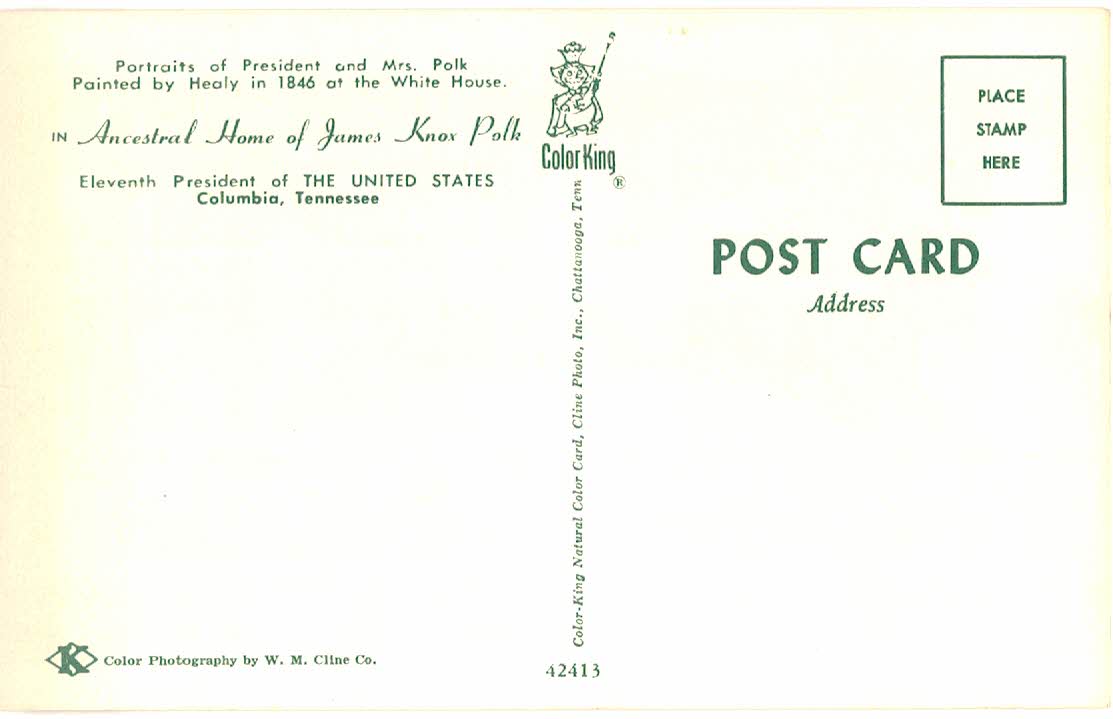 Portraits of President and Mrs. Polk
Painted by Healy in 1846 at the White House.
IN Ancestral Home of James Knox Polk
Eleventh President of THE UNITED STATES
Columbia, Tennessee
Color Photography by W. M. Cline Co.
ColorKing
®
Color-King Natural Color Card, Cline Photo, Inc., Chattanooga, Tenn
42413
PLACE
STAMP
HERE
POST CARD
Address
K